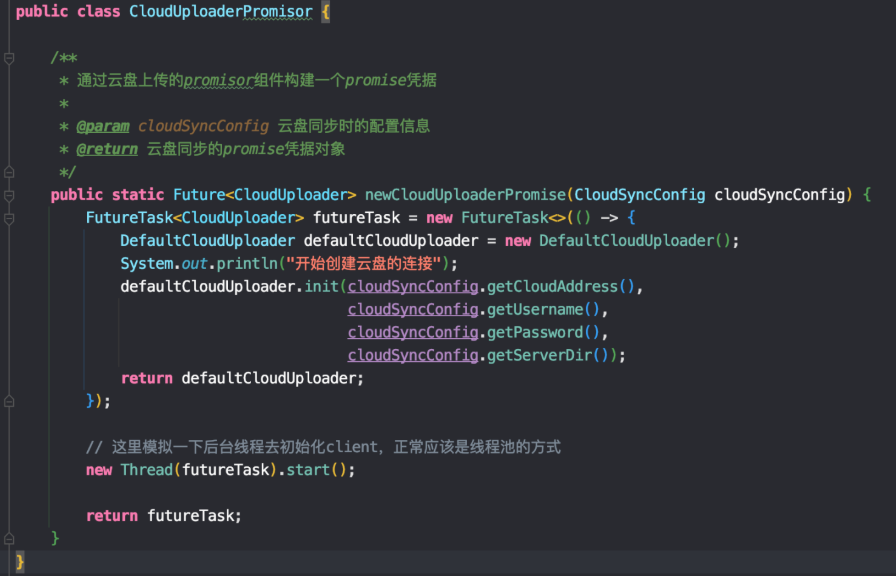 public class CloudUploaderPromisor {
/**
* 通过云盘上传的promisor组件构建一个promise凭据
*
* @param cloudSyncConfig 云盘同步时的配置信息
* @return 云盘同步的promise凭据对象
*/
public static Future<CloudUploader> newCloudUploaderPromise(CloudSyncConfig cloudSyncConfig) {
FutureTask<CloudUploader> futureTask = new FutureTask<>(() -> {
DefaultCloudUploader defaultCloudUploader = new DefaultCloudUploader();
System.out.println("开始创建云盘的连接");
defaultCloudUploader.init(cloudSyncConfig.getCloudAddress(),
cloudSyncConfig.getUsername(),
cloudSyncConfig.getPassword(),
cloudSyncConfig.getServerDir());
return defaultCloudUploader;
});
// 这里模拟一下后台线程去初始化client，正常应该是线程池的方式
new Thread(futureTask).start();
return futureTask;
}
}